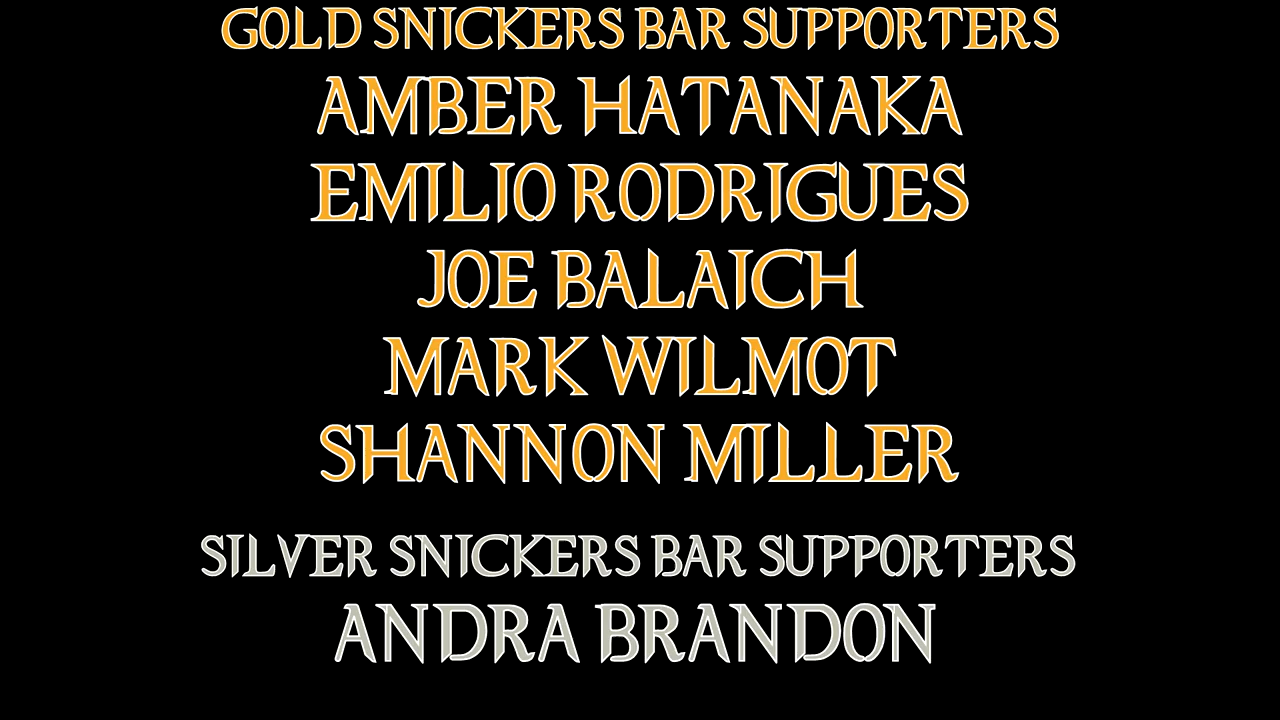 GOLD SNICKERS BAR SUPPORTERS
AMBER HATANAKA
EMILIO RODRIGUES
JOE BALAICH
MARK WILMOT
SHANNON MILLER
SILVER SNICKERS BAR SUPPORTERS
ANDRA BRANDON